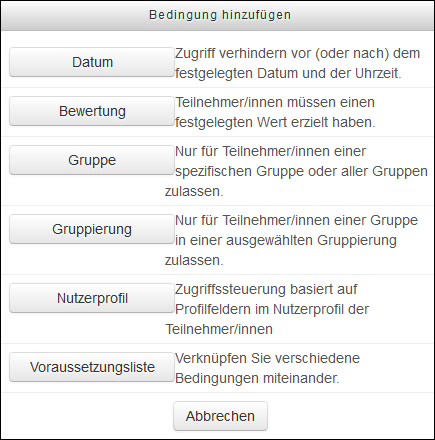 Bedingung hinzufügen
Datum
Zugriff verhindern vor (oder nach) dem
festgelegten Datum und der Uhrzeit.
Bewertung
Teilnehmer/innen müssen einen
festgelegten Wert erzielt haben.
Gruppe
Nur für Teilnehmer/innen einer
spezifischen Gruppe oder aller Gruppen
zulassen.
Gruppierung
Nur für Teilnehmer/innen einer Gruppe
in einer ausgewählten Gruppierung
zulassen.
Nutzerprofil
Zugriffssteuerung basiert auf
Profilfeldern im Nutzerprofil der
Teilnehmer/innen
Voraussetzungsliste
Verknüpfen Sie verschiedene
Bedingungen miteinander.
Abbrechen